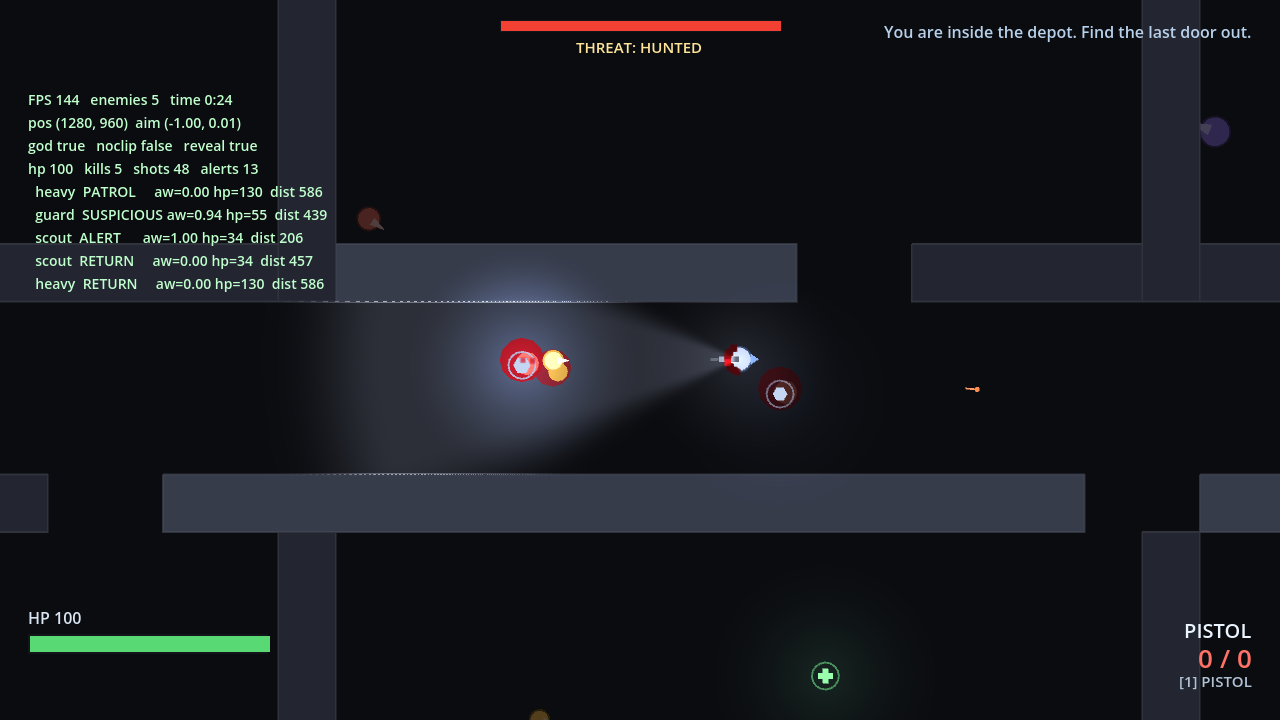 THREAT: HUNTED
You are inside the depot. Find the last door out.
FPS 144 enemies 5 time 0:24
pos (1280, 960) aim (-1.00, 0.01)
god true noclip false reveal true
hp 100 kills 5 shots 48 alerts 13
heavy PATROL aw=0.00 hp=130 dist 586
guard SUSPICIOUS aw=0.94 hp=55 dist 439
scout ALERT aw=1.00 hp=34 dist 206
scout RETURN aw=0.00 hp=34 dist 457
heavy RETURN aw=0.00 hp=130 dist 586
HP 100
PISTOL
0 / 0
[1] PISTOL